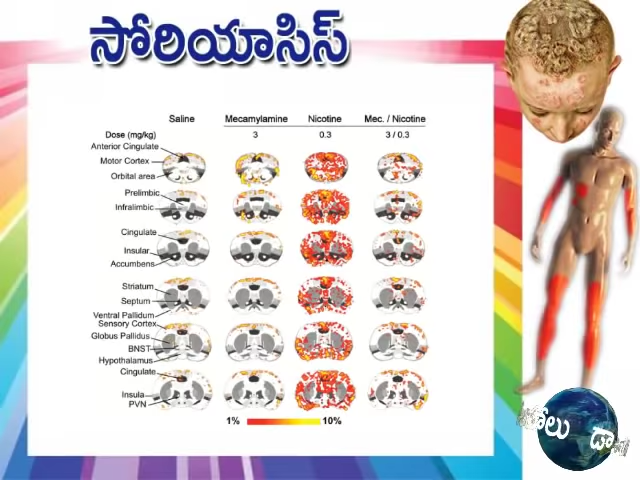 సోరియాసిస్
Saline Mecamylamine Nicotine Mec. / Nicotine
Dose (mg/kg) 3 0.3 3 / 0.3
Anterior Cingulate
Motor Cortex
Orbital area
Prelimbic
Infralimbic
Cingulate
Insular
Accumbens
Striatum
Septum
Ventral Pallidum
Sensory Cortex
Globus Pallidus
BNST
Hypothalamus
Cingulate
Insula
PVN
1% 10%